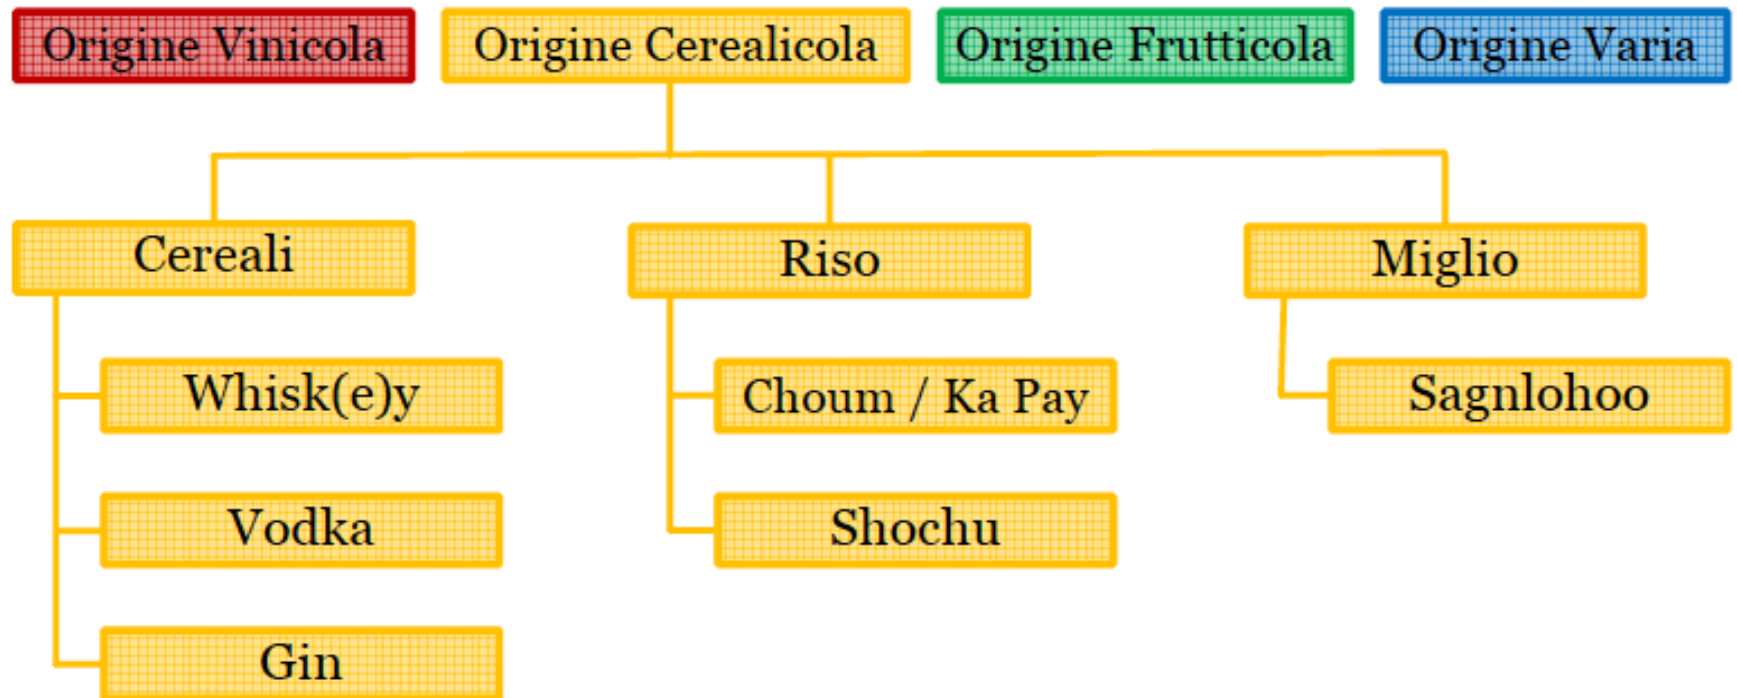 Origine Vinicola
Origine Cerealicola
Origine Frutticola
Origine Varia
Cereali
Riso
Miglio
Whisk(e)y
Choum / Ka Pay
Sagnlohoo
Vodka
Shochu
Gin